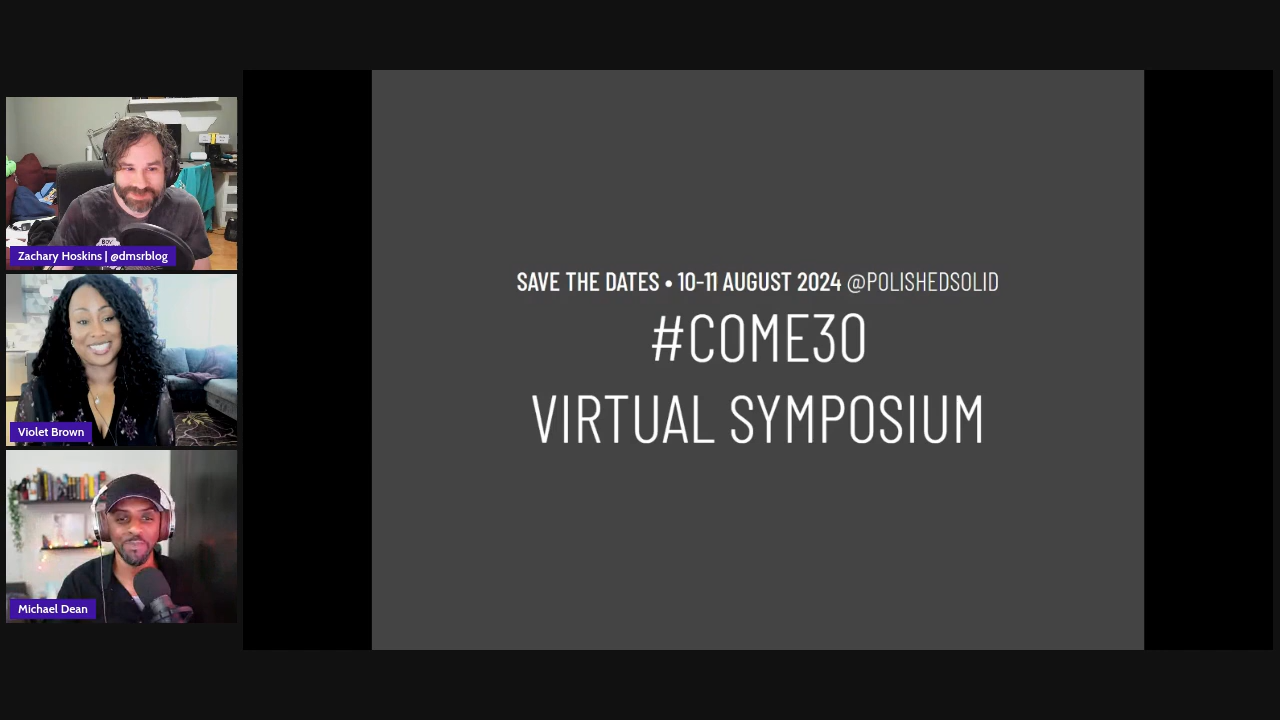 Zachary Hoskins | @dmsrblog
Violet Brown
Michael Dean
SAVE THE DATES • 10-11 AUGUST 2024 @POLISHEDSOLID
#COME30
VIRTUAL SYMPOSIUM